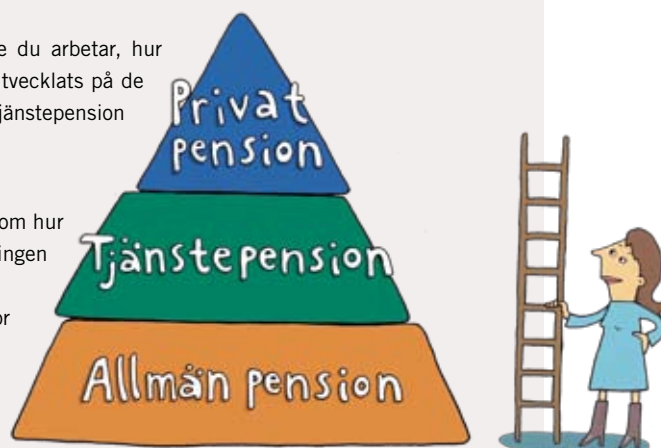 e du arbetar, hur
tvecklats på de
jänstepension
om hur
ingen
or
Privat
pension
Tjänstepension
Allmän pension